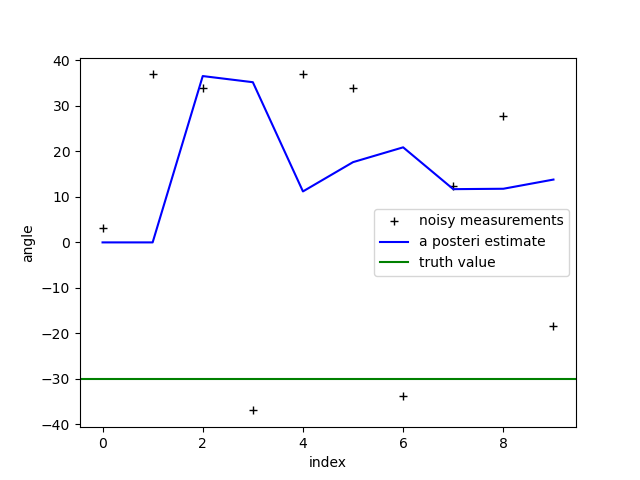 40
30
20
10
0
−10
−20
−30
−40
angle
noisy measurements
a posteri estimate
truth value
0
2
4
6
8
index